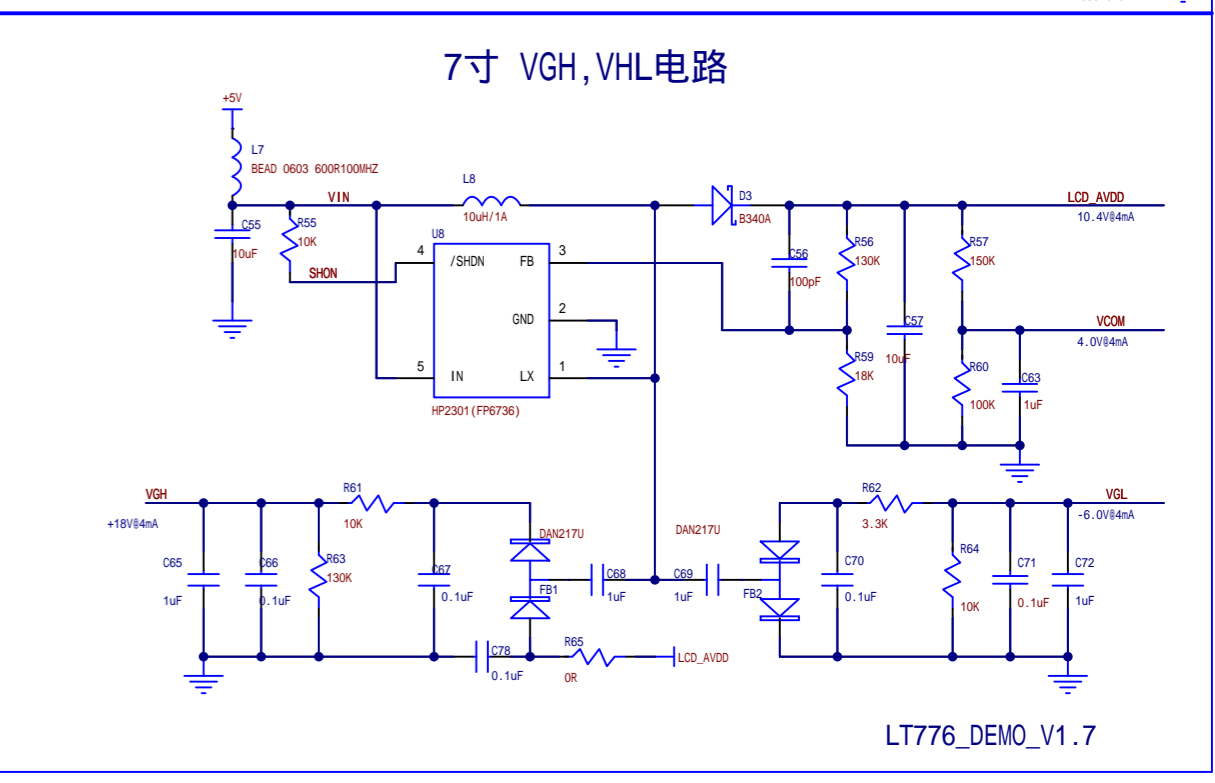 7寸 VGH,VHL电路
+5V
L7
BEAD 0603 600R100MHZ
VIN
L8
10uH/1A
D3
B340A
LCD_AVDD
10.4V@4mA
C55
10uF
R55
10K
SHON
U8
4
/SHDN
FB
3
GND
2
5
IN
LX
1
HP2301(FP6736)
C56
100pF
R56
130K
R57
150K
C57
10uF
VCOM
4.0V@4mA
R59
18K
R60
100K
C63
1uF
VGH
+18V@4mA
R61
10K
DAN217U
DAN217U
R62
3.3K
VGL
-6.0V@4mA
C65
1uF
C66
0.1uF
R63
130K
C67
0.1uF
FB1
C68
1uF
C69
1uF
FB2
C70
0.1uF
R64
10K
C71
0.1uF
C72
1uF
C78
0.1uF
R65
0R
LCD_AVDD
LT776_DEMO_V1.7